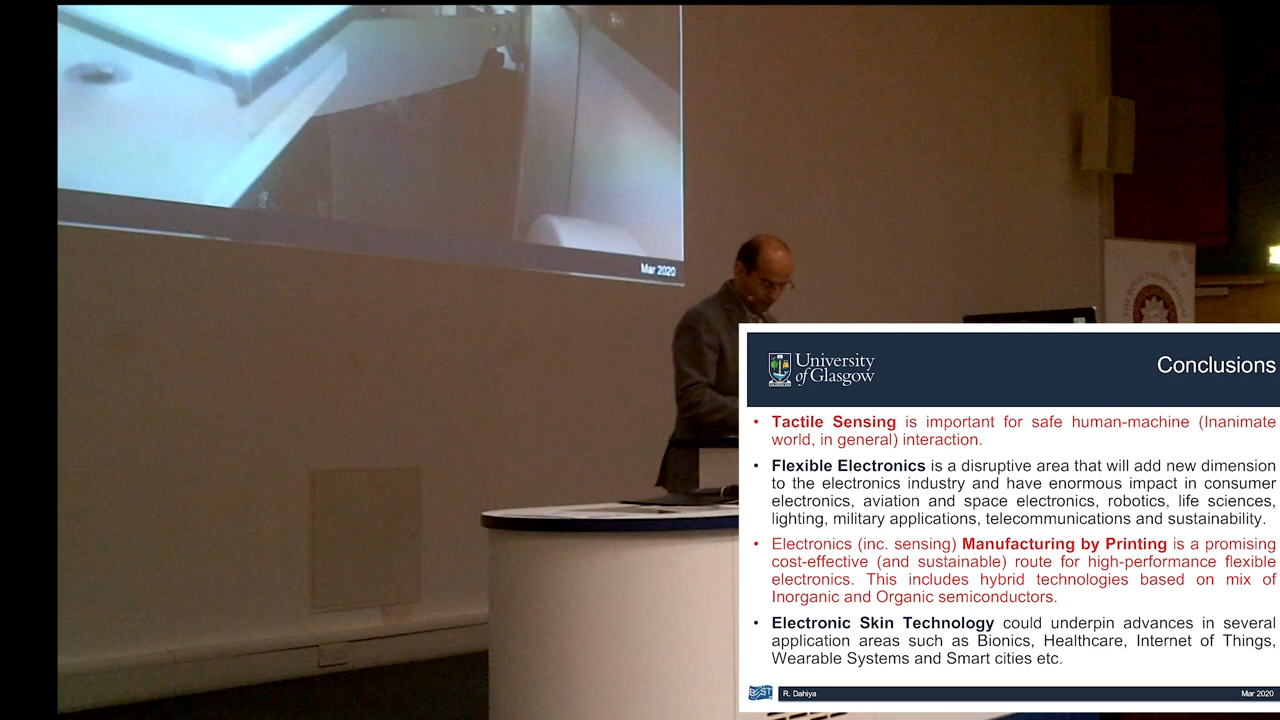 Mar 2020
University
of Glasgow
Conclusions
• Tactile Sensing is important for safe human-machine (Inanimate
world, in general) interaction.
• Flexible Electronics is a disruptive area that will add new dimension
to the electronics industry and have enormous impact in consumer
electronics, aviation and space electronics, robotics, life sciences,
lighting, military applications, telecommunications and sustainability.
• Electronics (inc. sensing) Manufacturing by Printing is a promising
cost-effective (and sustainable) route for high-performance flexible
electronics. This includes hybrid technologies based on mix of
Inorganic and Organic semiconductors.
• Electronic Skin Technology could underpin advances in several
application areas such as Bionics, Healthcare, Internet of Things,
Wearable Systems and Smart cities etc.
R. Dahiya
Mar 2020